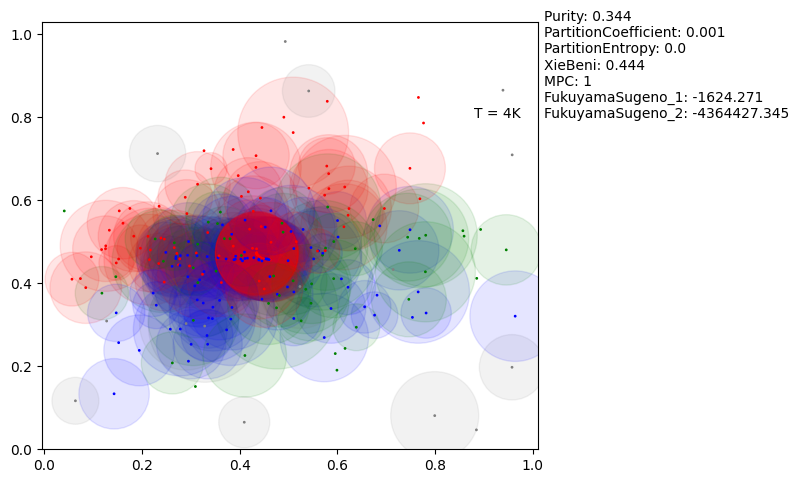 Purity: 0.344
PartitionCoefficient: 0.001
PartitionEntropy: 0.0
XieBeni: 0.444
MPC: 1
FukuyamaSugeno_1: -1624.271
FukuyamaSugeno_2: -4364427.345
T = 4K
1.0
0.8
0.6
0.4
0.2
0.0
0.0 0.2 0.4 0.6 0.8 1.0